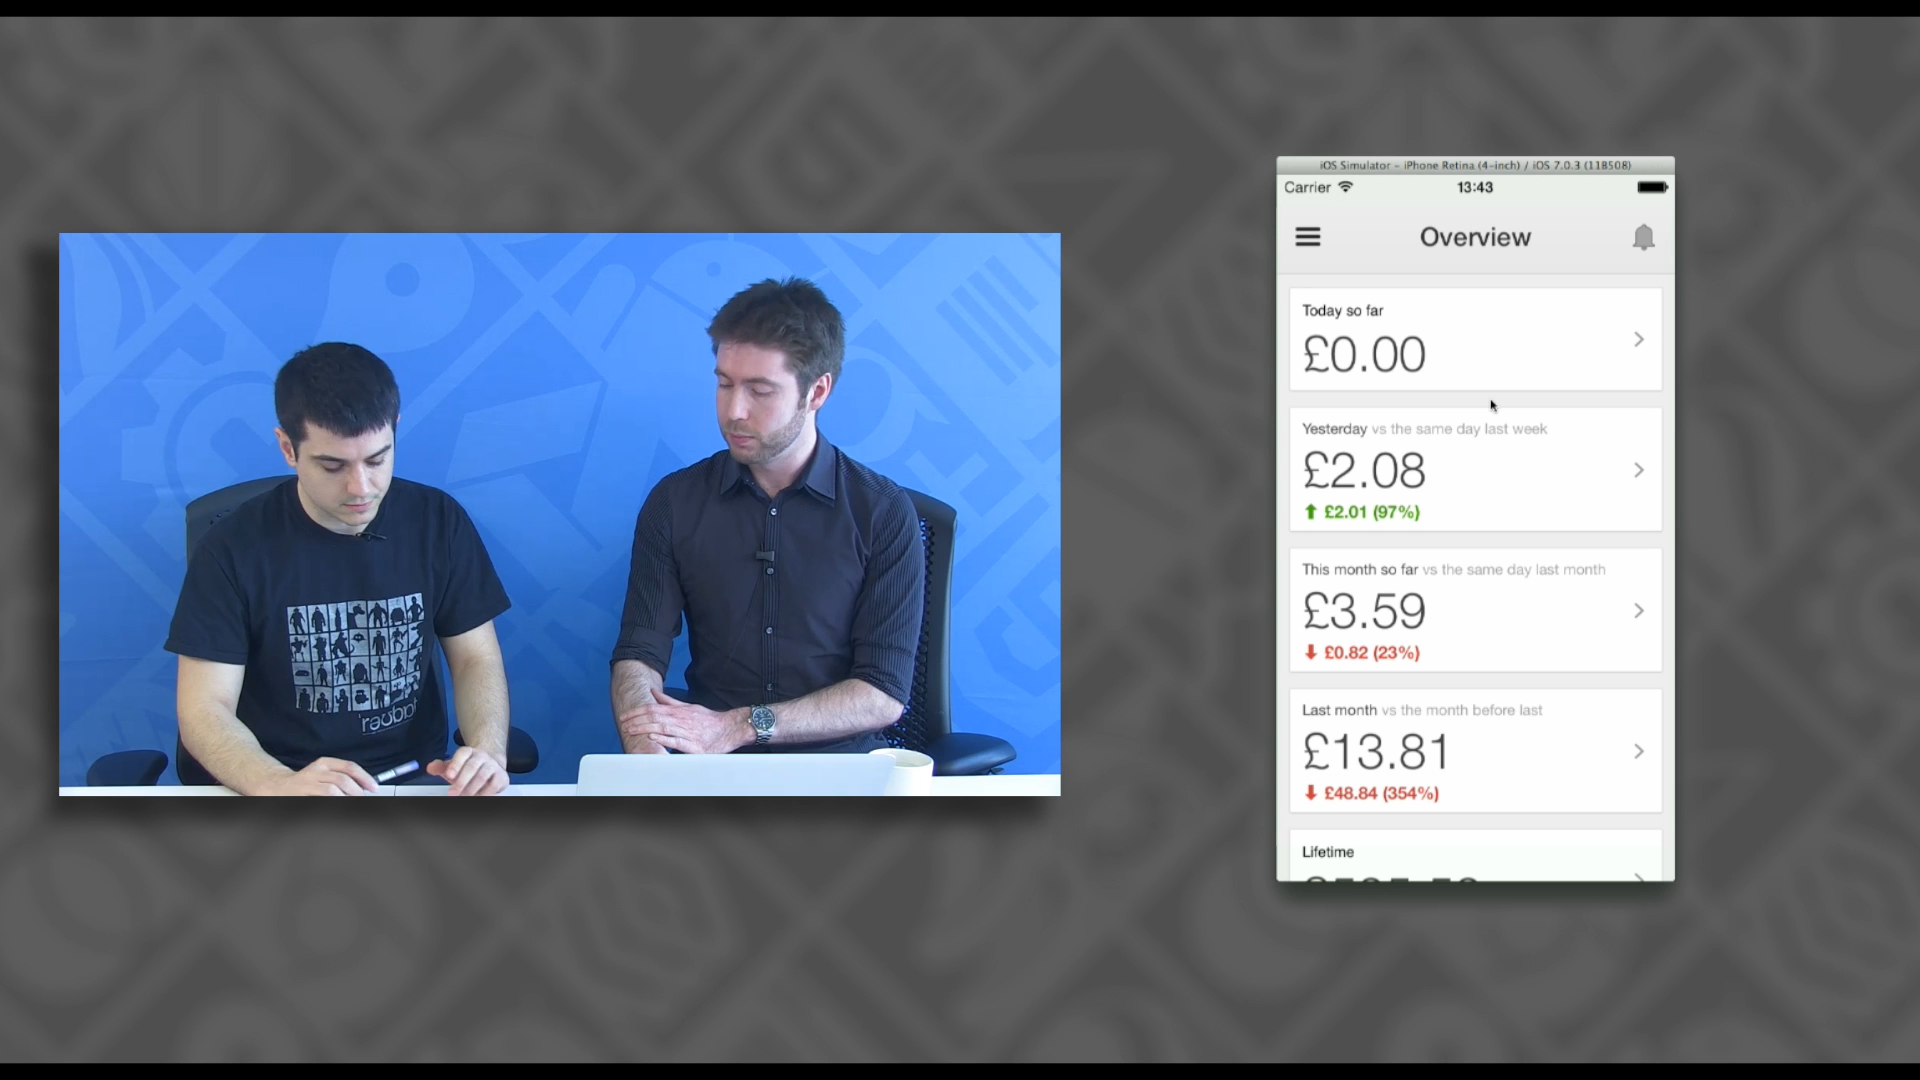 iOS Simulator - iPhone Retina (4-inch) / iOS 7.0.3 (11B508)
Carrier
13:43
Overview
Today so far
£0.00
Yesterday vs the same day last week
£2.08
£2.01 (97%)
This month so far vs the same day last month
£3.59
£0.82 (23%)
Last month vs the month before last
£13.81
£48.84 (354%)
Lifetime